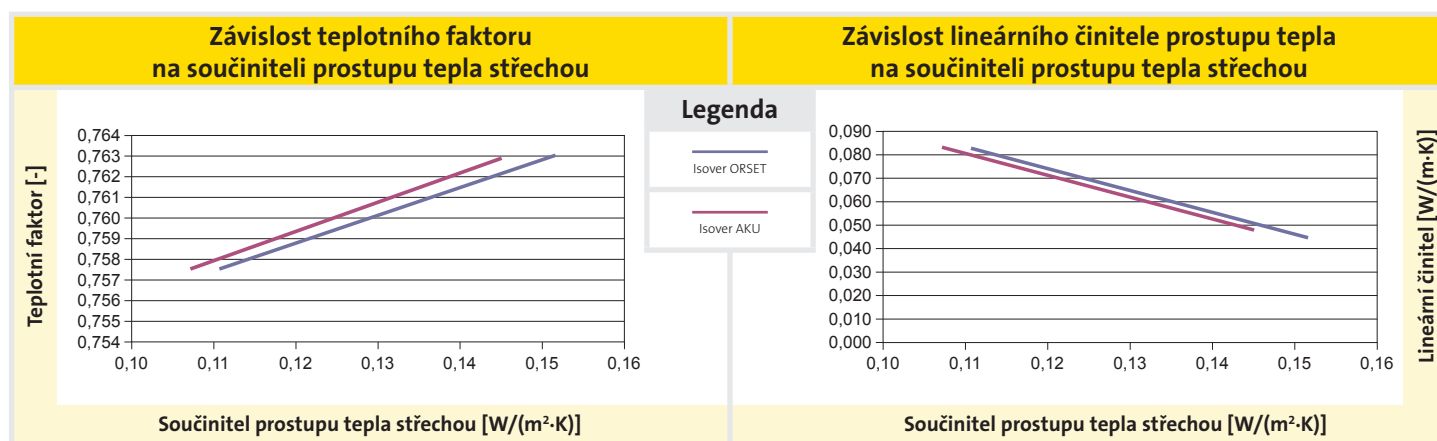 Závislost teplotního faktoru
na součiniteli prostupu tepla střechou
Závislost lineárního činitele prostupu tepla
na součiniteli prostupu tepla střechou
Teplotní faktor [-]
0,764
0,763
0,762
0,761
0,760
0,759
0,758
0,757
0,756
0,755
0,754
0,10 0,11 0,12 0,13 0,14 0,15 0,16
Součinitel prostupu tepla střechou [W/(m²·K)]
Legenda
Isover ORSET
Isover AKU
0,090
0,080
0,070
0,060
0,050
0,040
0,030
0,020
0,010
0,000
0,10 0,11 0,12 0,13 0,14 0,15 0,16
Součinitel prostupu tepla střechou [W/(m²·K)]
Lineární činitel [W/(m·K)]